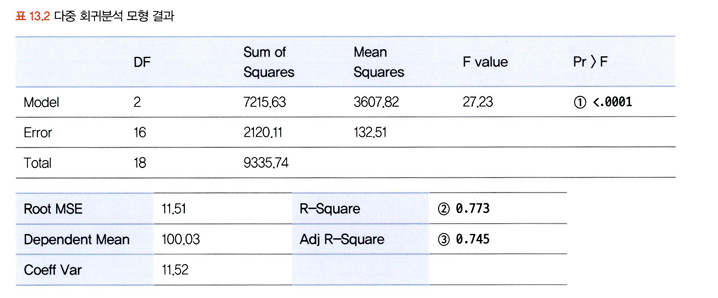 표 13.2 다중 회귀분석 모형 결과
DF Sum of Squares Mean Squares F value Pr > F
Model 2 7215.63 3607.82 27.23 ① <.0001
Error 16 2120.11 132.51
Total 18 9335.74
Root MSE 11.51 R-Square ② 0.773
Dependent Mean 100.03 Adj R-Square ③ 0.745
Coeff Var 11.52